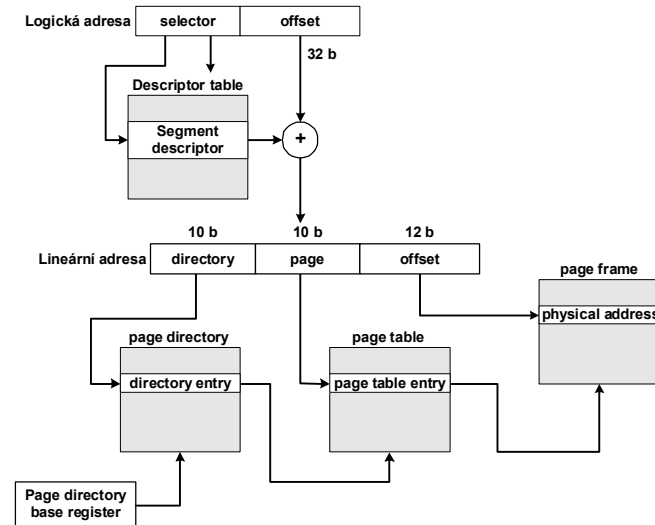 Logická adresa
selector
offset
32 b
Descriptor table
Segment
descriptor
+
10 b
10 b
12 b
Lineární adresa
directory
page
offset
page frame
physical address
page directory
page table
directory entry
page table entry
Page directory
base register